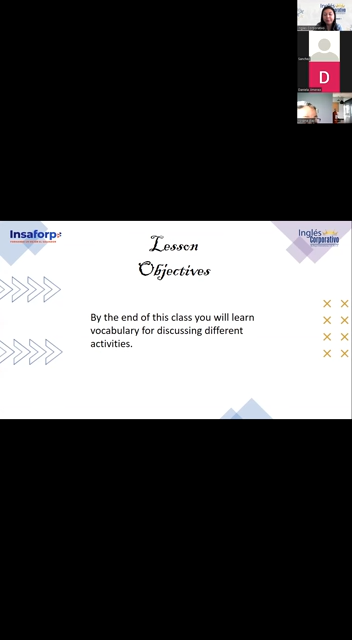 D
Insaforp
Inglés
Corporativo
Lesson
Objectives
By the end of this class you will learn
vocabulary for discussing different
activities.